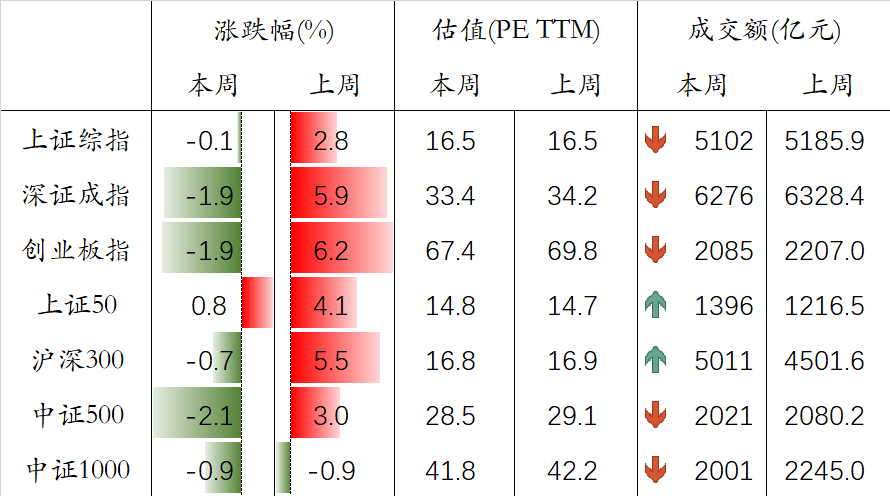 涨跌幅(%) 估值(PE TTM) 成交额(亿元)
本周 上周 本周 上周 本周 上周
上证综指 -0.1 2.8 16.5 16.5 5102 5185.9
深证成指 -1.9 5.9 33.4 34.2 6276 6328.4
创业板指 -1.9 6.2 67.4 69.8 2085 2207.0
上证50 0.8 4.1 14.8 14.7 1396 1216.5
沪深300 -0.7 5.5 16.8 16.9 5011 4501.6
中证500 -2.1 3.0 28.5 29.1 2021 2080.2
中证1000 -0.9 -0.9 41.8 42.2 2001 2245.0